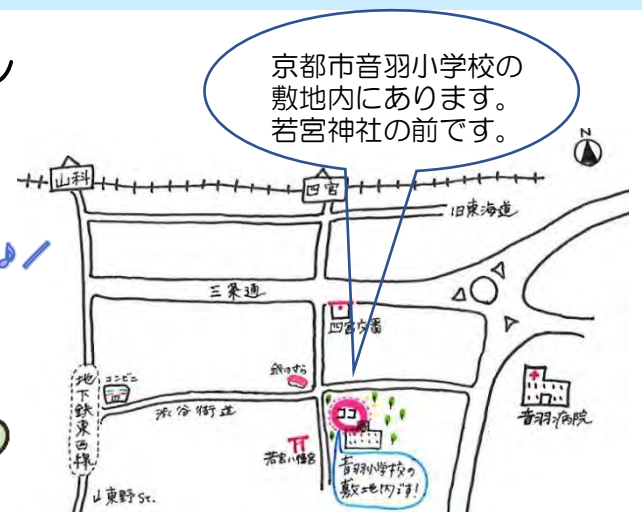 京都市音羽小学校の
敷地内にあります。
若宮神社の前です。
N
山科
四宮
旧東海道
三条通
四宮交番
銀のすら
コンビニ
渋谷街道
地下鉄東西線
ココ
音羽病院
若宮八幡宮
音羽小学校の
敷地内です!
東野St.